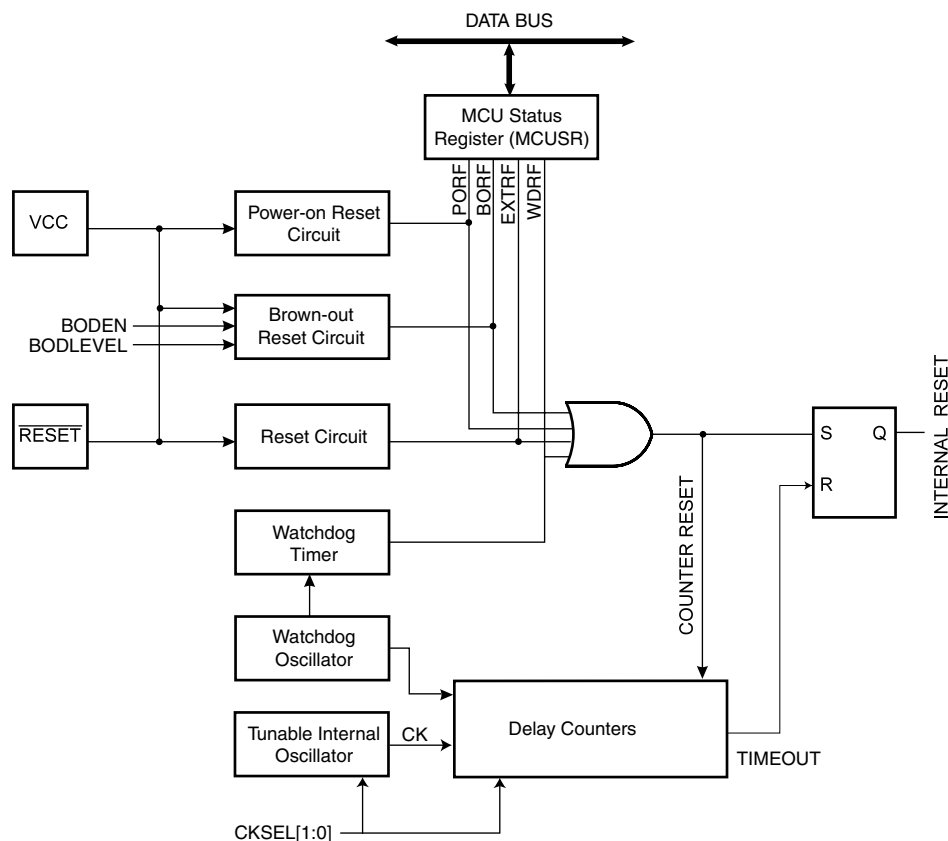 DATA BUS
MCU Status
Register (MCUSR)
PORF
BORF
EXTRF
WDRF
VCC
Power-on Reset
Circuit
BODEN
BODLEVEL
Brown-out
Reset Circuit
RESET
Reset Circuit
S
Q
R
INTERNAL RESET
Watchdog
Timer
COUNTER RESET
Watchdog
Oscillator
Tunable Internal
Oscillator
CK
Delay Counters
TIMEOUT
CKSEL[1:0]